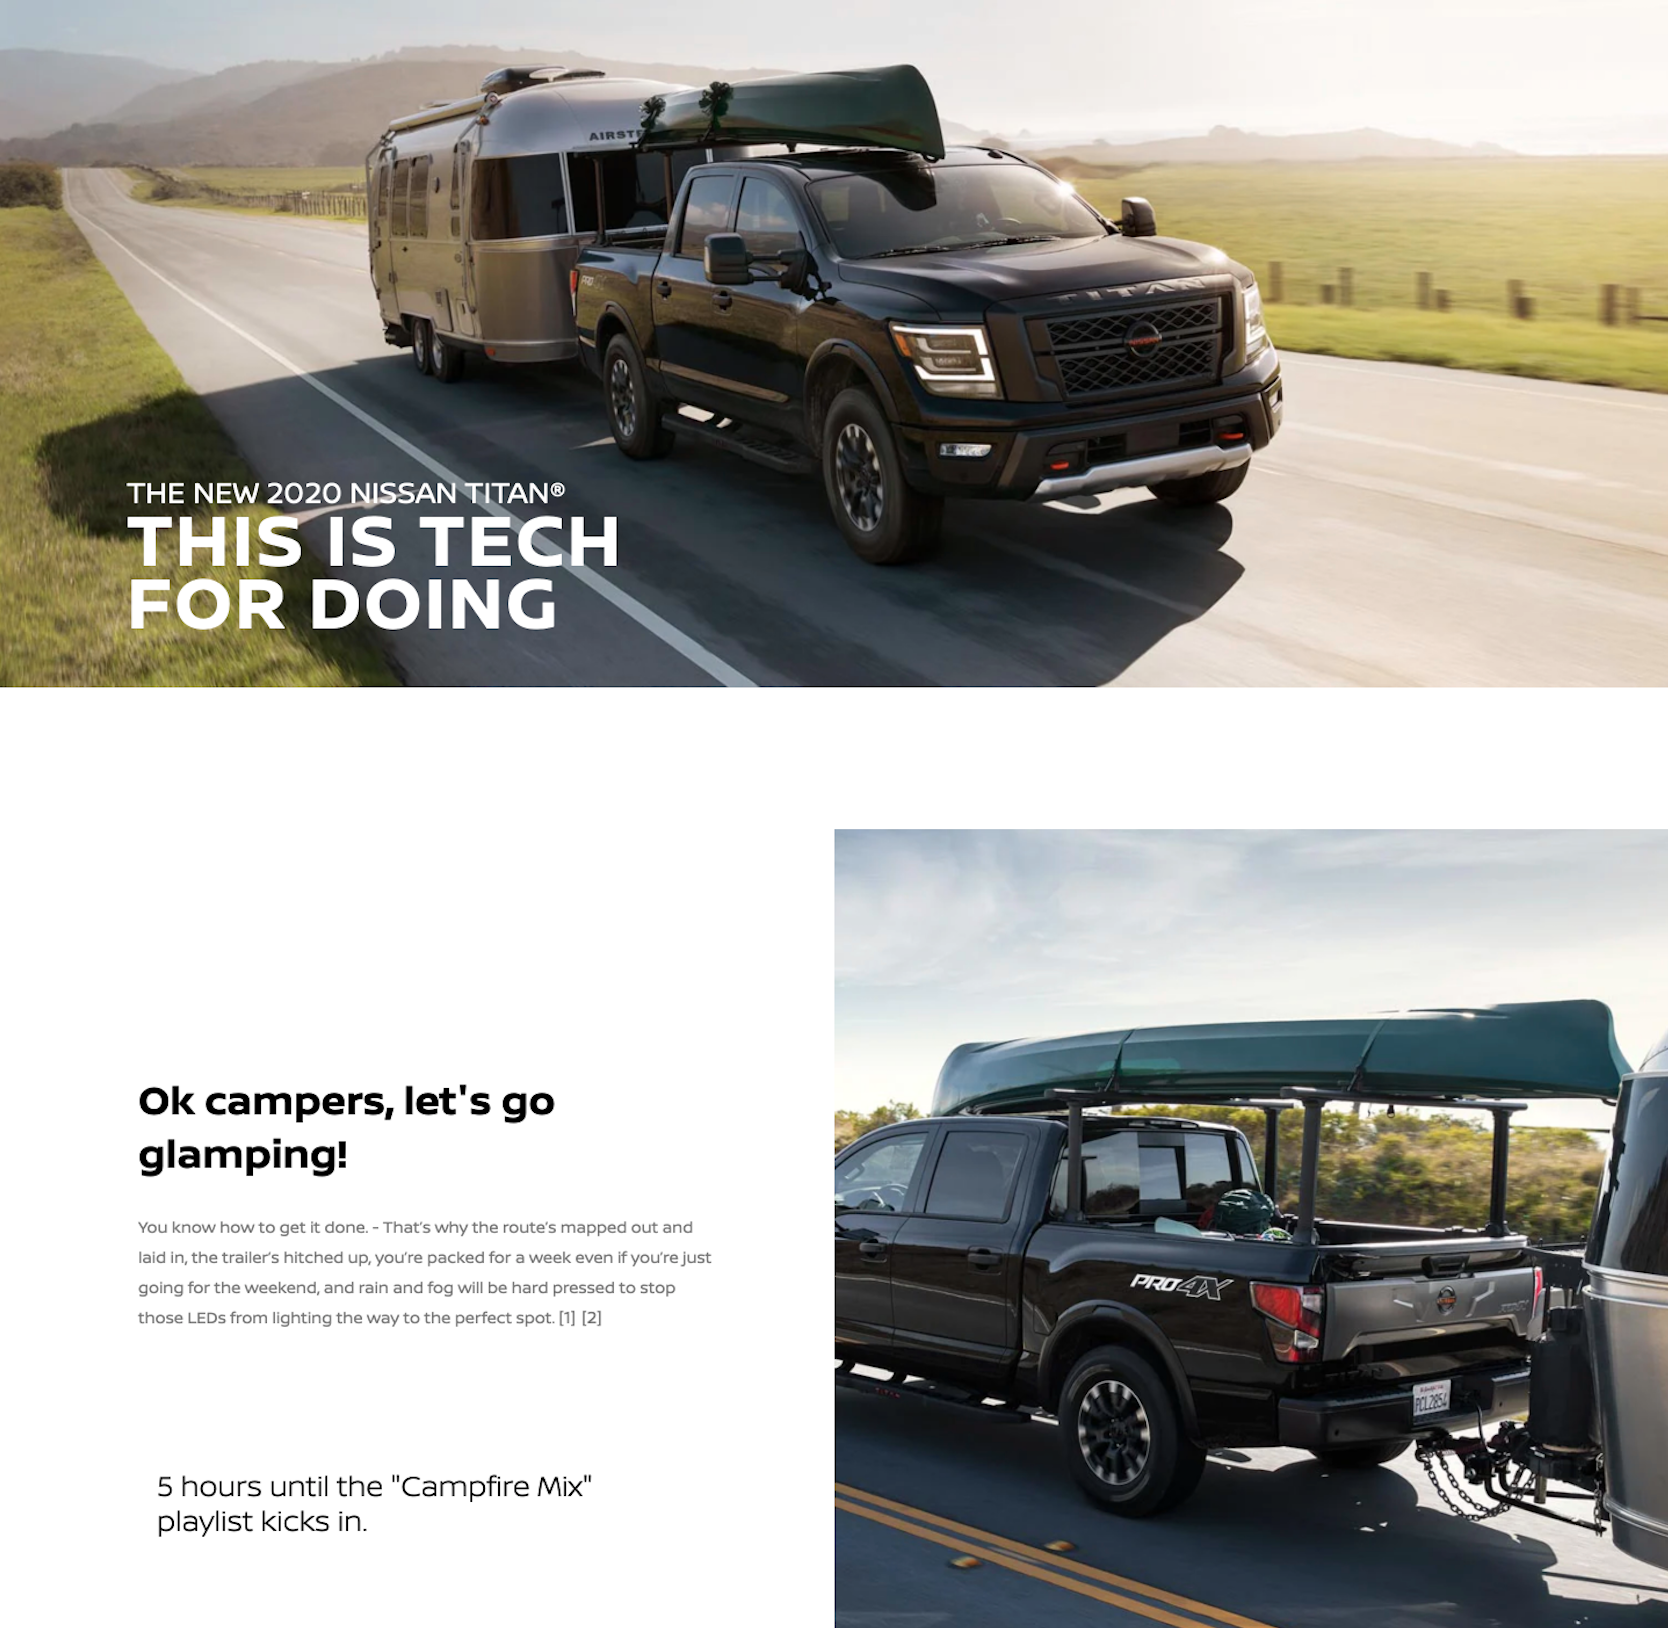 AIRST
PRO 4X
TITAN
NISSAN
THE NEW 2020 NISSAN TITAN®
THIS IS TECH
FOR DOING
Ok campers, let's go
glamping!
You know how to get it done. - That's why the route's mapped out and
laid in, the trailer's hitched up, you're packed for a week even if you're just
going for the weekend, and rain and fog will be hard pressed to stop
those LEDs from lighting the way to the perfect spot. [1] [2]
5 hours until the "Campfire Mix"
playlist kicks in.
PRO4X